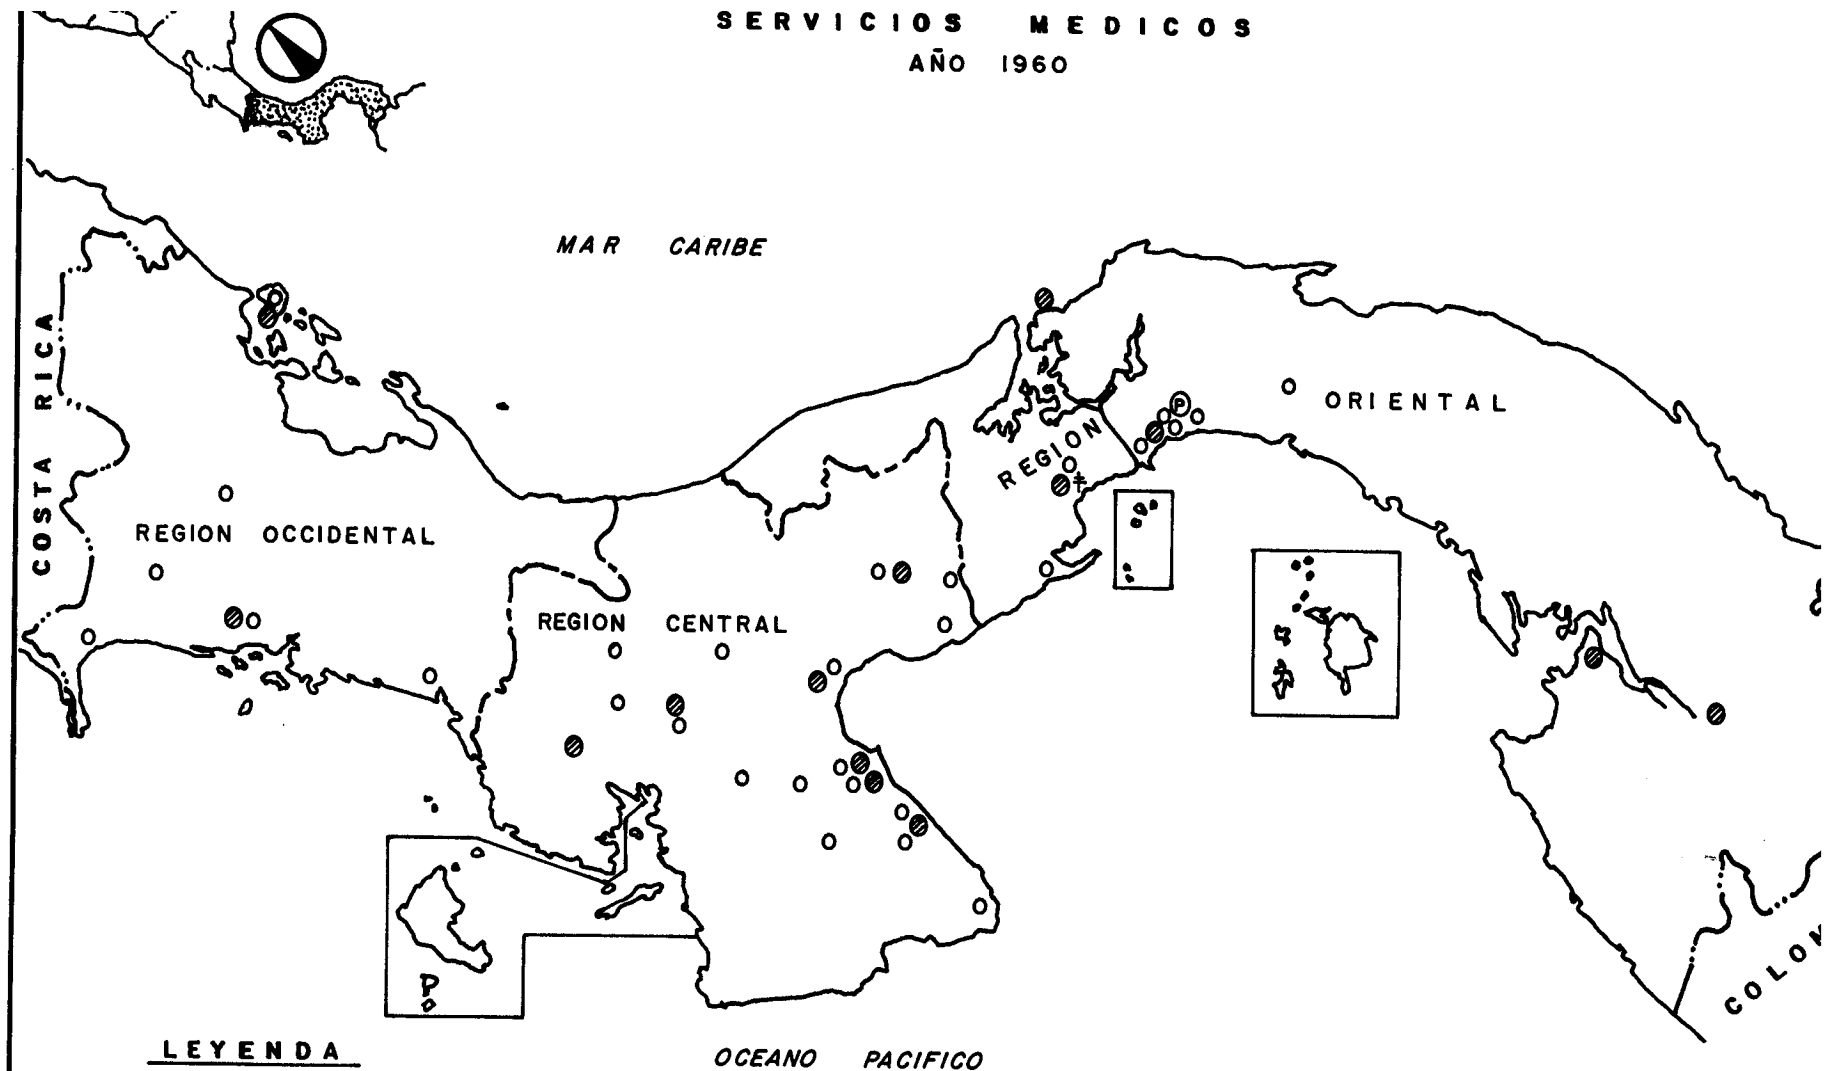 SERVICIOS MEDICOS
AÑO 1960
MAR CARIBE
COSTA RICA
ORIENTAL
P
REGION
REGION OCCIDENTAL
REGION CENTRAL
P
LEYENDA
OCEANO PACIFICO